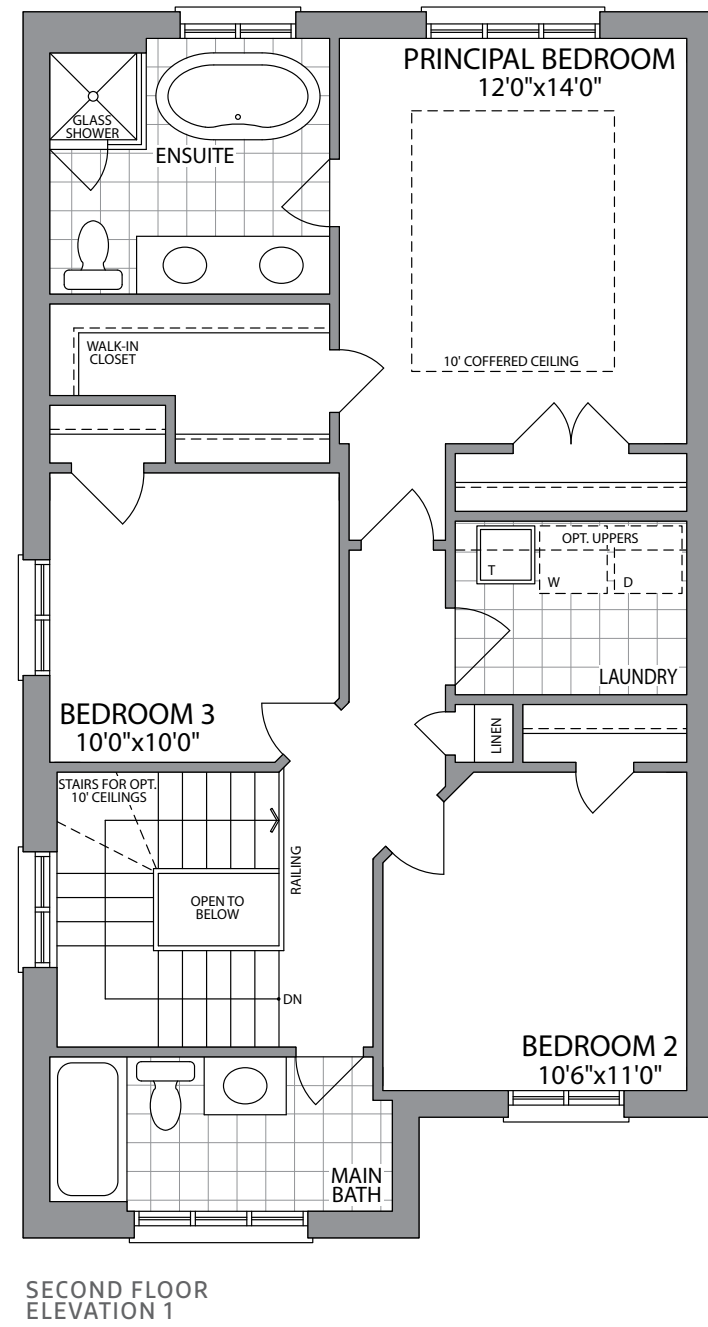 PRINCIPAL BEDROOM
12'0"x14'0"
GLASS
SHOWER
ENSUITE
WALK-IN
CLOSET
10' COFFERED CEILING
OPT. UPPERS
T
W
D
LAUNDRY
BEDROOM 3
10'0"x10'0"
LINEN
STAIRS FOR OPT.
10' CEILINGS
RAILING
OPEN TO
BELOW
DN
BEDROOM 2
10'6"x11'0"
MAIN
BATH
SECOND FLOOR
ELEVATION 1